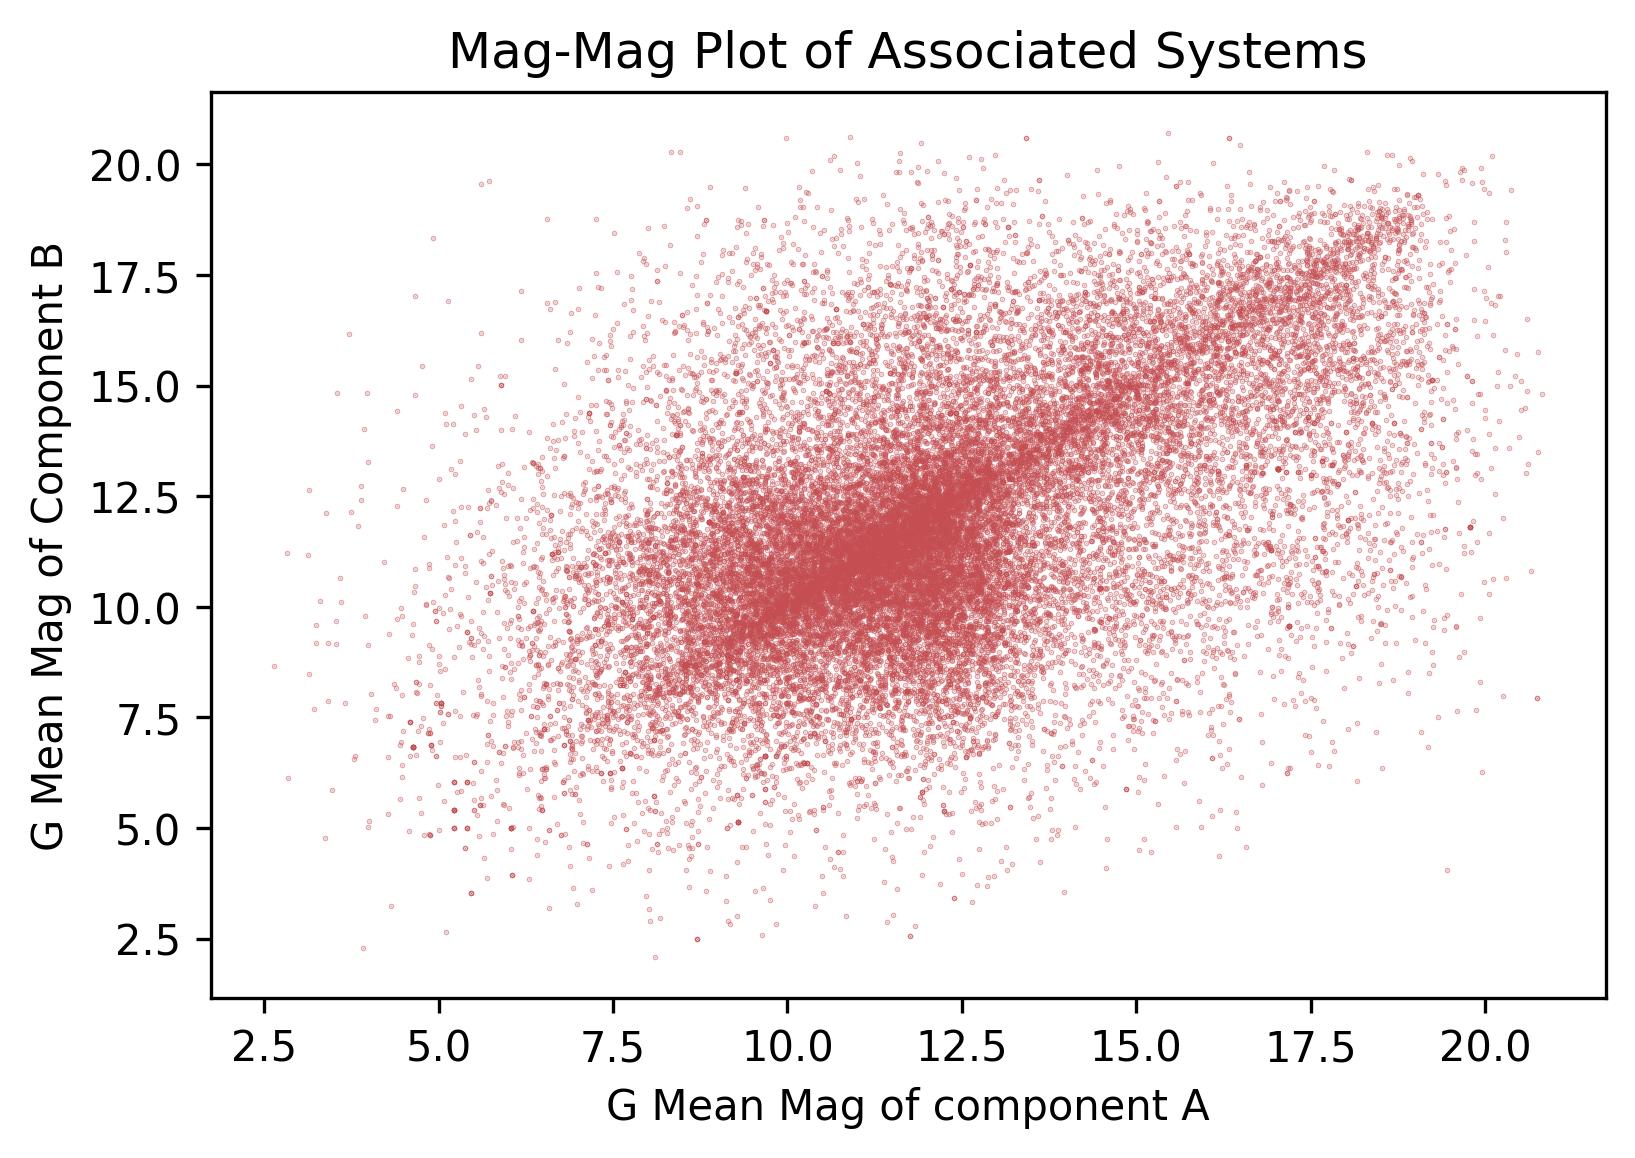 Mag-Mag Plot of Associated Systems
G Mean Mag of Component B
20.0
17.5
15.0
12.5
10.0
7.5
5.0
2.5
2.5 5.0 7.5 10.0 12.5 15.0 17.5 20.0
G Mean Mag of component A